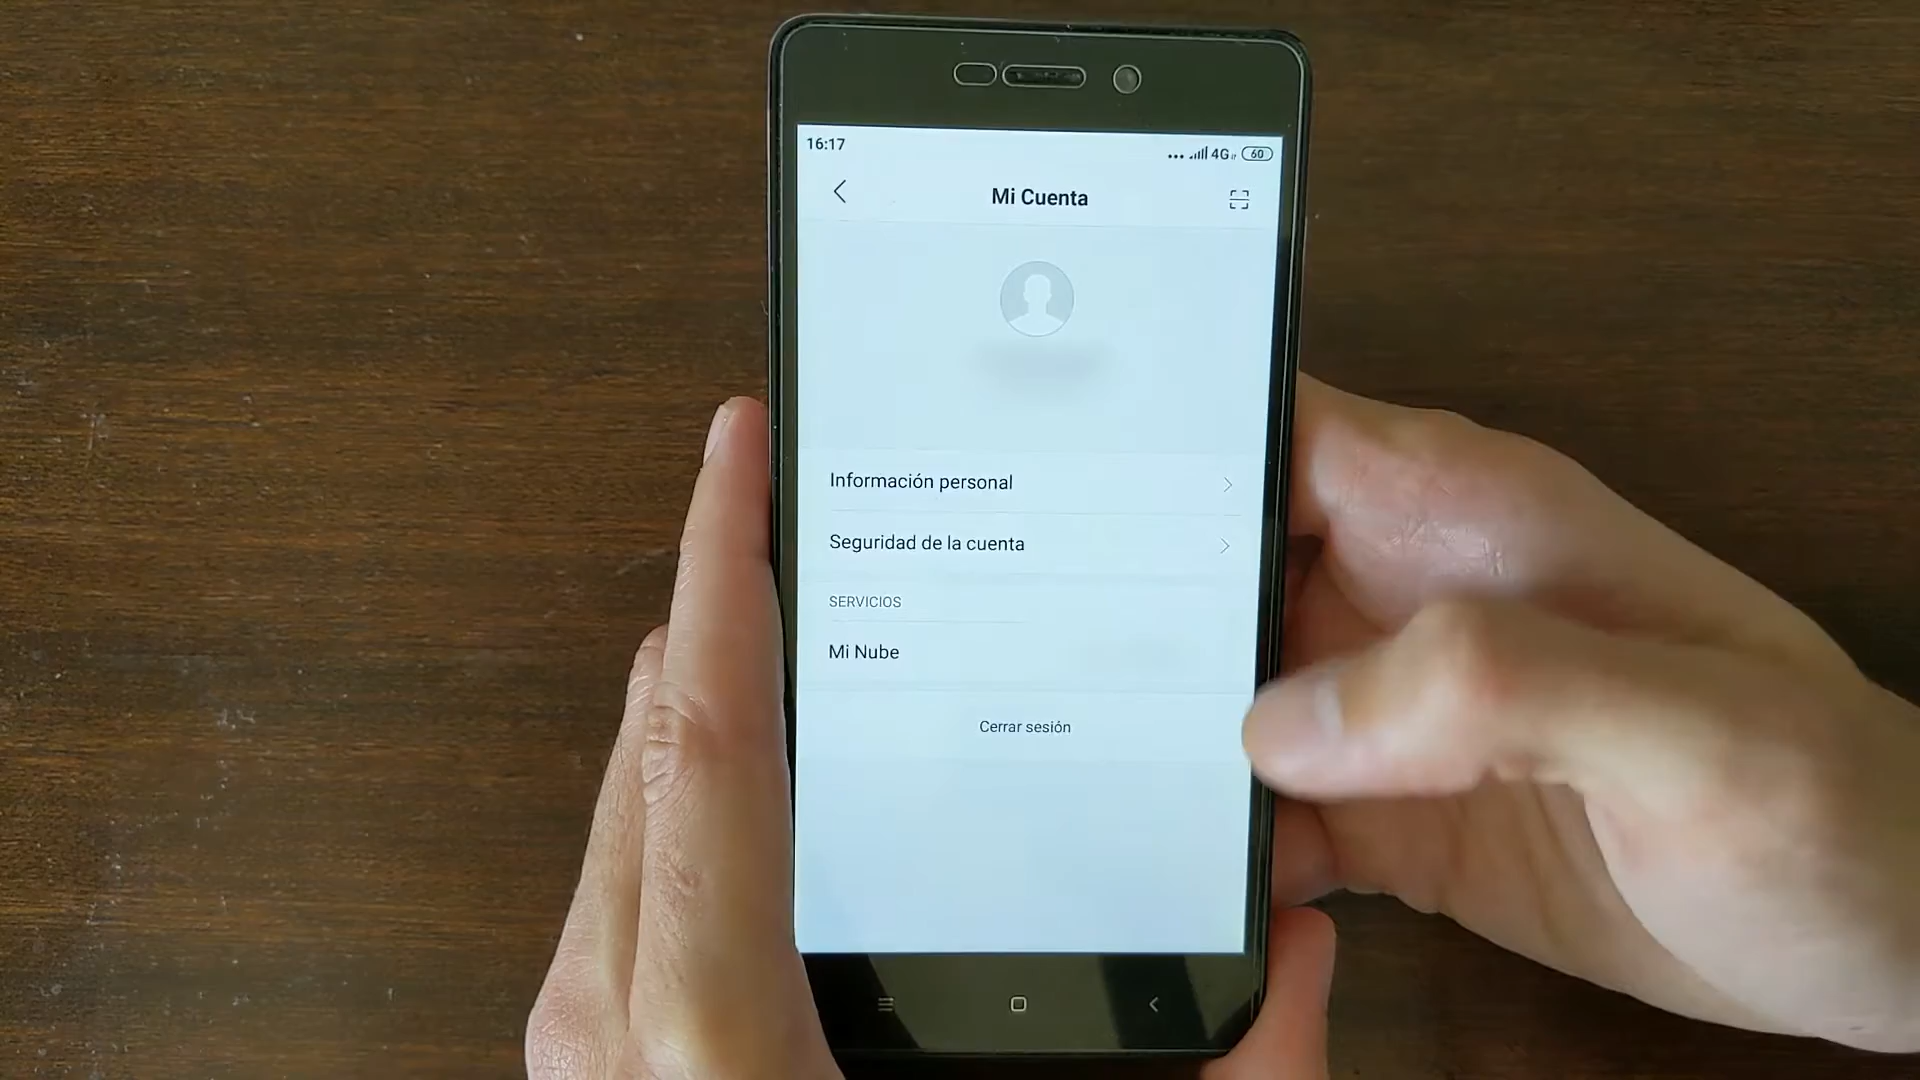 16:17
4G 60
Mi Cuenta
Información personal
Seguridad de la cuenta
SERVICIOS
Mi Nube
Cerrar sesión